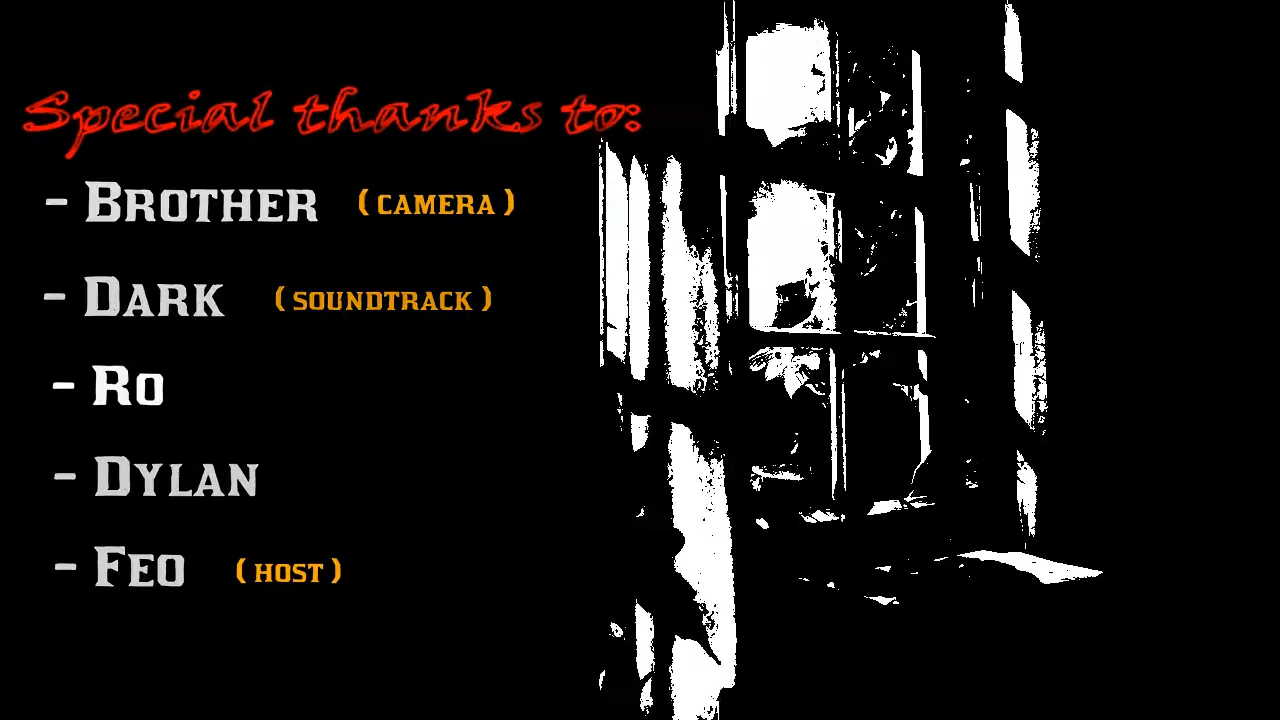 Special thanks to:
- Brother (camera)
- Dark (soundtrack)
- Ro
- Dylan
- Feo (host)